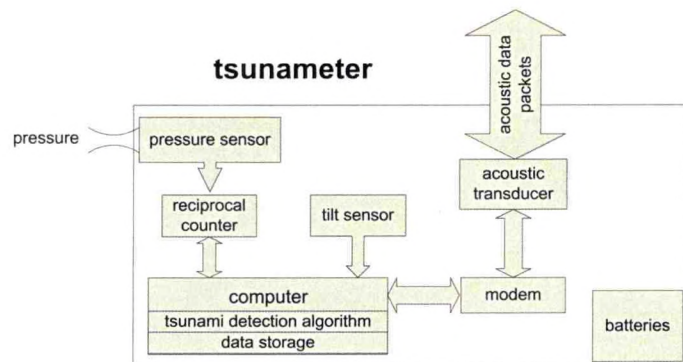 tsunameter
acoustic data
packets
pressure
pressure sensor
acoustic
transducer
reciprocal
counter
tilt sensor
computer
modem
tsunami detection algorithm
data storage
batteries